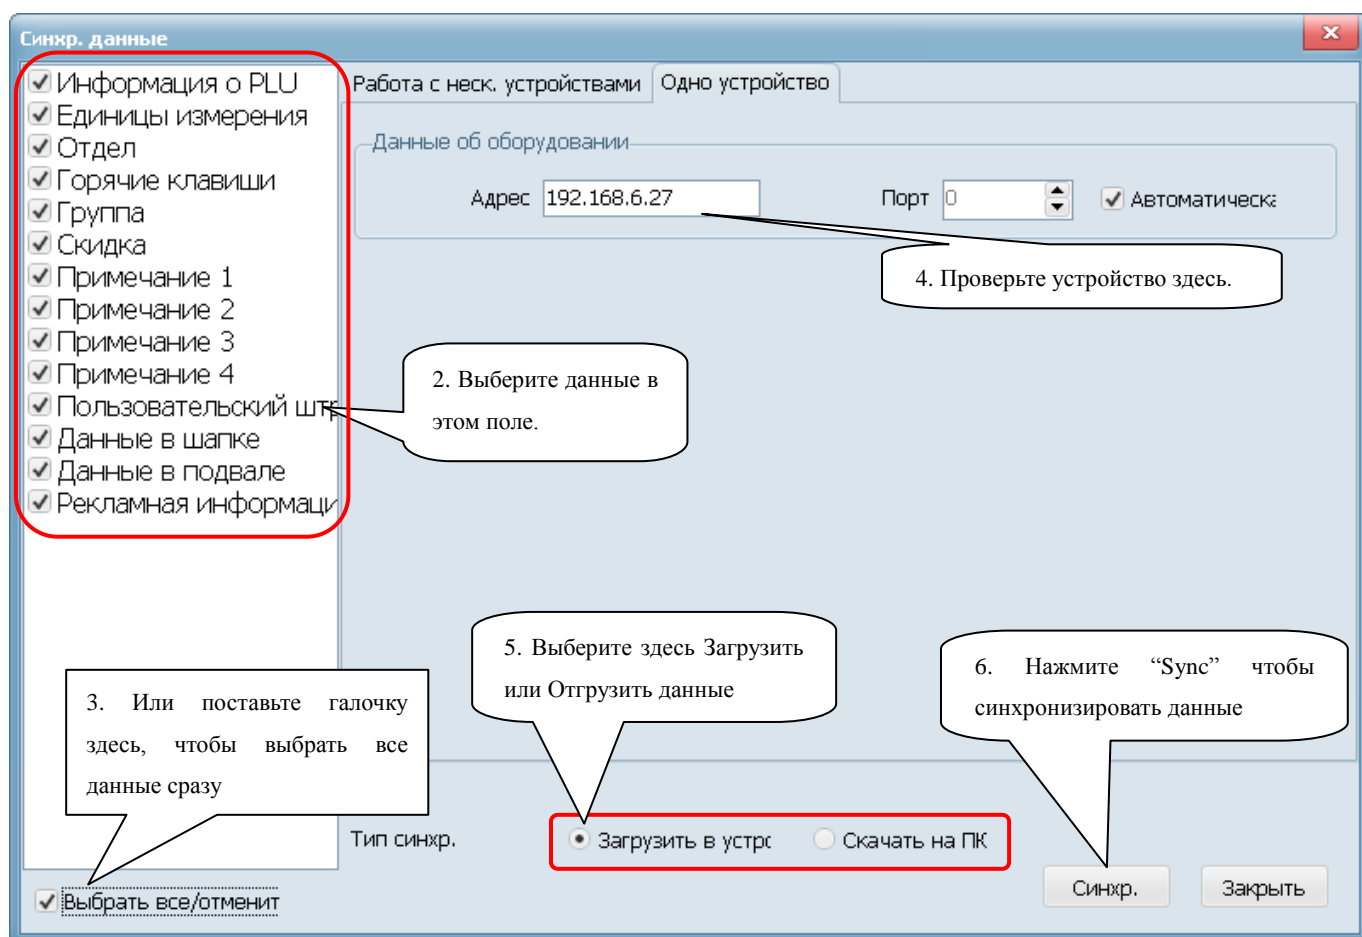 Синхр. данные
Информация о PLU
Единицы измерения
Отдел
Горячие клавиши
Группа
Скидка
Примечание 1
Примечание 2
Примечание 3
Примечание 4
Пользовательский штр
Данные в шапке
Данные в подвале
Рекламная информаци
Работа с неск. устройствами Одно устройство
Данные об оборудовании
Адрес 192.168.6.27 Порт 0 Автоматическа
4. Проверьте устройство здесь.
2. Выберите данные в
этом поле.
5. Выберите здесь Загрузить
или Отгрузить данные
6. Нажмите “Sync” чтобы
синхронизировать данные
3. Или поставьте галочку
здесь, чтобы выбрать все
данные сразу
Тип синхр. Загрузить в устрс Скачать на ПК
Синхр. Закрыть
Выбрать все/отменит